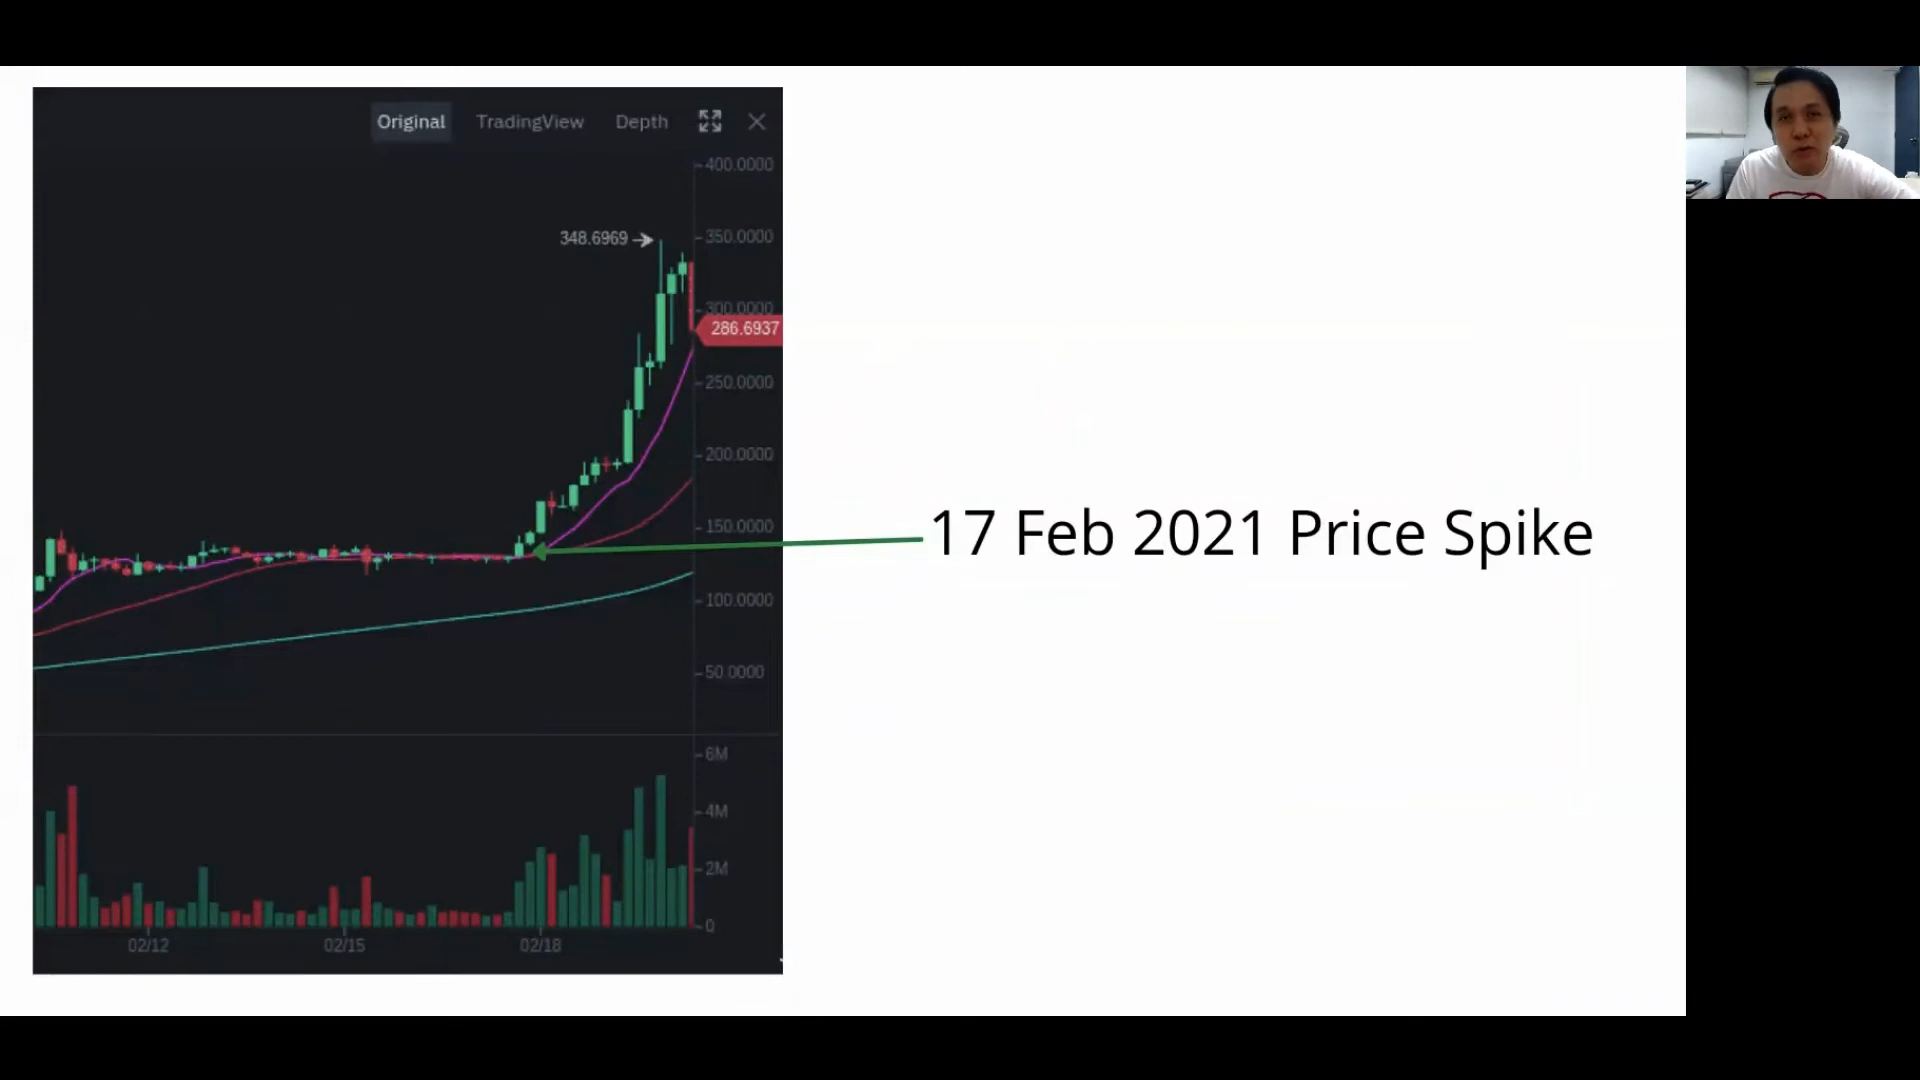 Original TradingView Depth
400.0000
348.6969
350.0000
300.0000
286.6937
250.0000
200.0000
17 Feb 2021 Price Spike
150.0000
100.0000
50.0000
6M
4M
2M
0
02/12 02/15 02/18